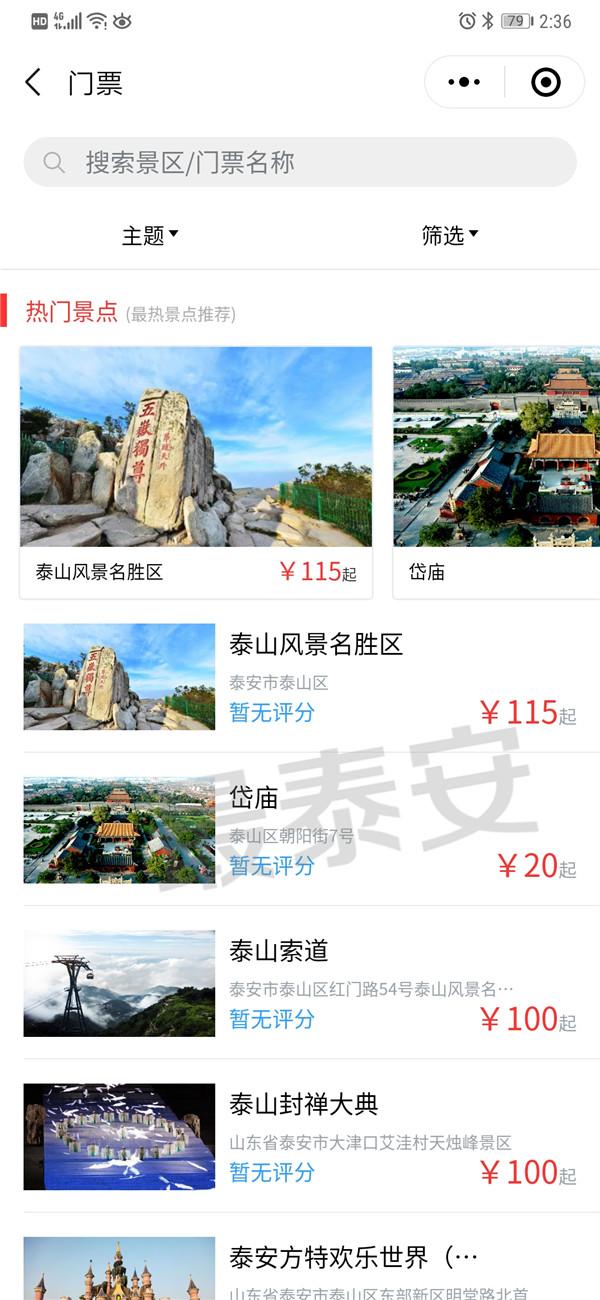 HD 4G 79 2:36
门票
搜索景区/门票名称
主题 筛选
热门景点 (最热景点推荐)
五嶽獨尊
泰山风景名胜区 ￥115起
岱庙
五嶽獨尊
泰山风景名胜区
泰安市泰山区
暂无评分 ￥115起
最泰安
岱庙
泰山区朝阳街7号
暂无评分 ￥20起
泰山索道
泰安市泰山区红门路54号泰山风景名…
暂无评分 ￥100起
泰山封禅大典
山东省泰安市大津口艾洼村天烛峰景区
暂无评分 ￥100起
泰安方特欢乐世界（…
山东省泰安市泰山区东部新区明堂路北首